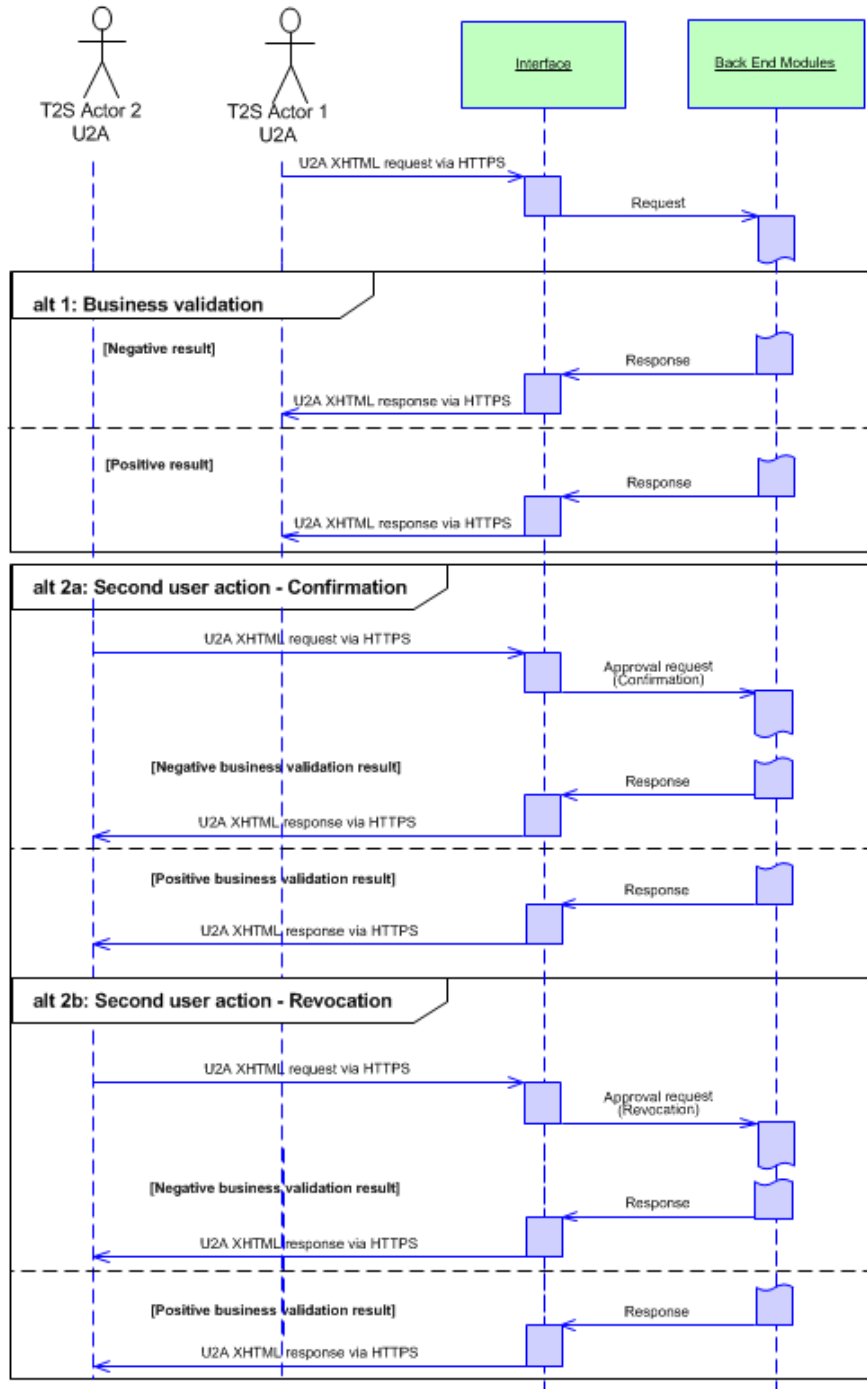 T2S Actor 2
U2A
T2S Actor 1
U2A
Interface
Back End Modules
U2A XHTML request via HTTPS
Request
alt 1: Business validation
[Negative result]
Response
U2A XHTML response via HTTPS
[Positive result]
Response
U2A XHTML response via HTTPS
alt 2a: Second user action - Confirmation
U2A XHTML request via HTTPS
Approval request
(Confirmation)
[Negative business validation result]
Response
U2A XHTML response via HTTPS
[Positive business validation result]
Response
U2A XHTML response via HTTPS
alt 2b: Second user action - Revocation
U2A XHTML request via HTTPS
Approval request
(Revocation)
[Negative business validation result]
Response
U2A XHTML response via HTTPS
[Positive business validation result]
Response
U2A XHTML response via HTTPS